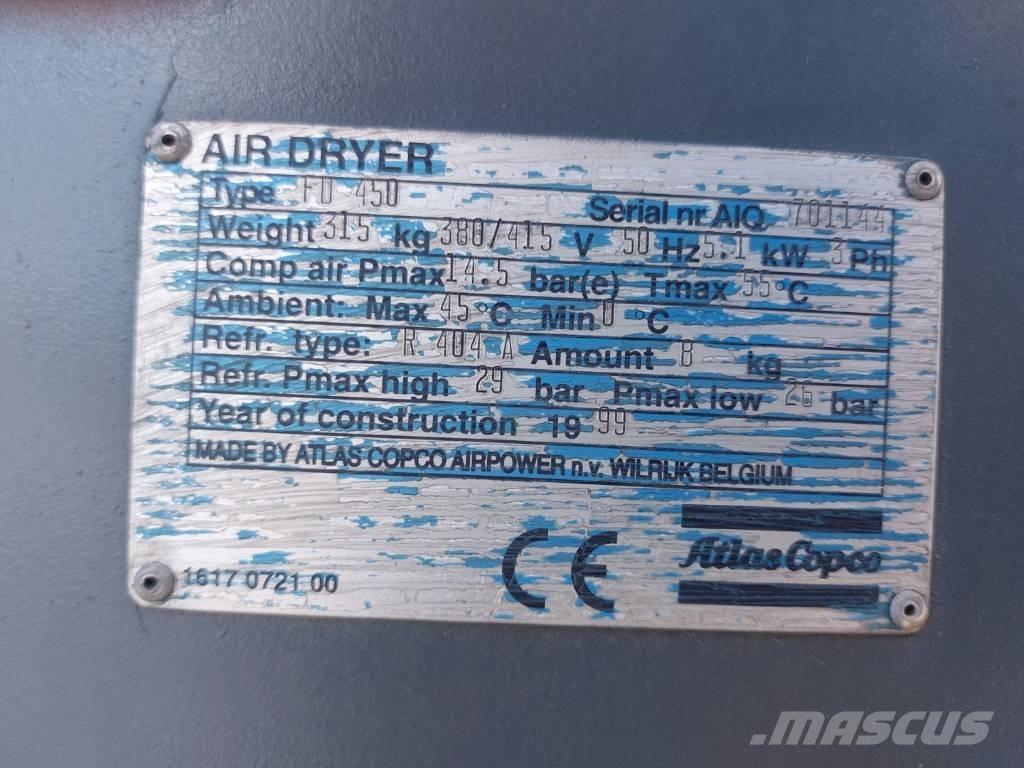 AIR DRYER
Type FD 450 Serial nr AIQ 701144
Weight 315 kg 380/415 V 50 Hz 5.1 kW 3 Ph
Comp air Pmax 14.5 bar(e) Tmax 55 °C
Ambient: Max 45 °C Min 0 °C
Refr. type: R 404 A Amount 8 kg
Refr. Pmax high 29 bar Pmax low 26 bar
Year of construction 19 99
MADE BY ATLAS COPCO AIRPOWER n.v. WILRIJK BELGIUM
CE
Atlas Copco
1617 0721 00
MASCUS